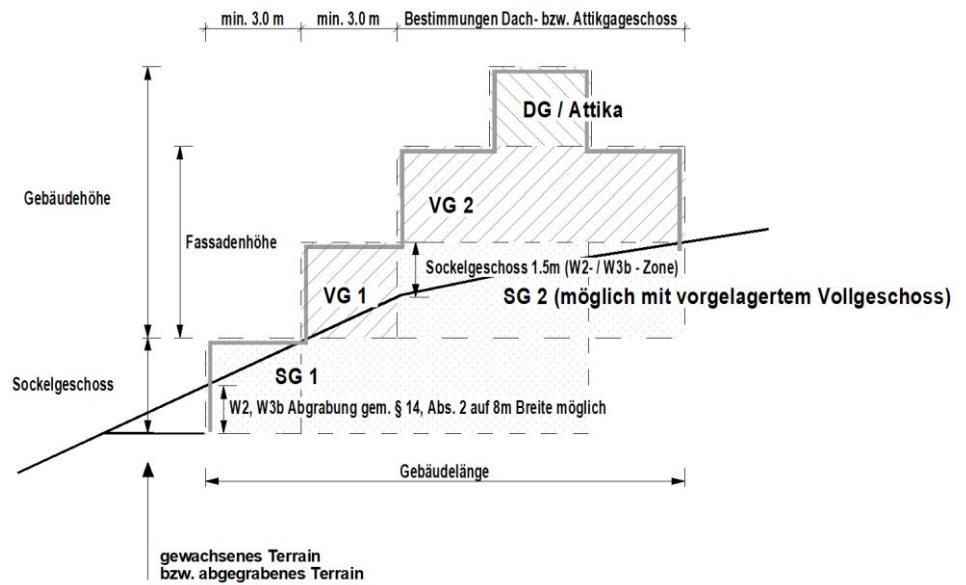 min. 3.0 m
min. 3.0 m
Bestimmungen Dach- bzw. Attikgageschoss
DG / Attika
Gebäudehöhe
VG 2
Fassadenhöhe
Sockelgeschoss 1.5m (W2- / W3b - Zone)
VG 1
SG 2 (möglich mit vorgelagertem Vollgeschoss)
Sockelgeschoss
SG 1
W2, W3b Abgrabung gem. § 14, Abs. 2 auf 8m Breite möglich
Gebäudelänge
gewachsenes Terrain
bzw. abgegrabenes Terrain